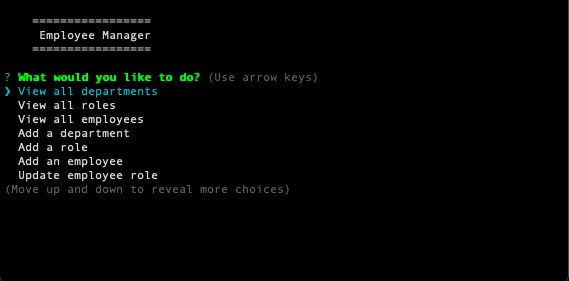 =================
Employee Manager
=================
? What would you like to do? (Use arrow keys)
❯ View all departments
View all roles
View all employees
Add a department
Add a role
Add an employee
Update employee role
(Move up and down to reveal more choices)